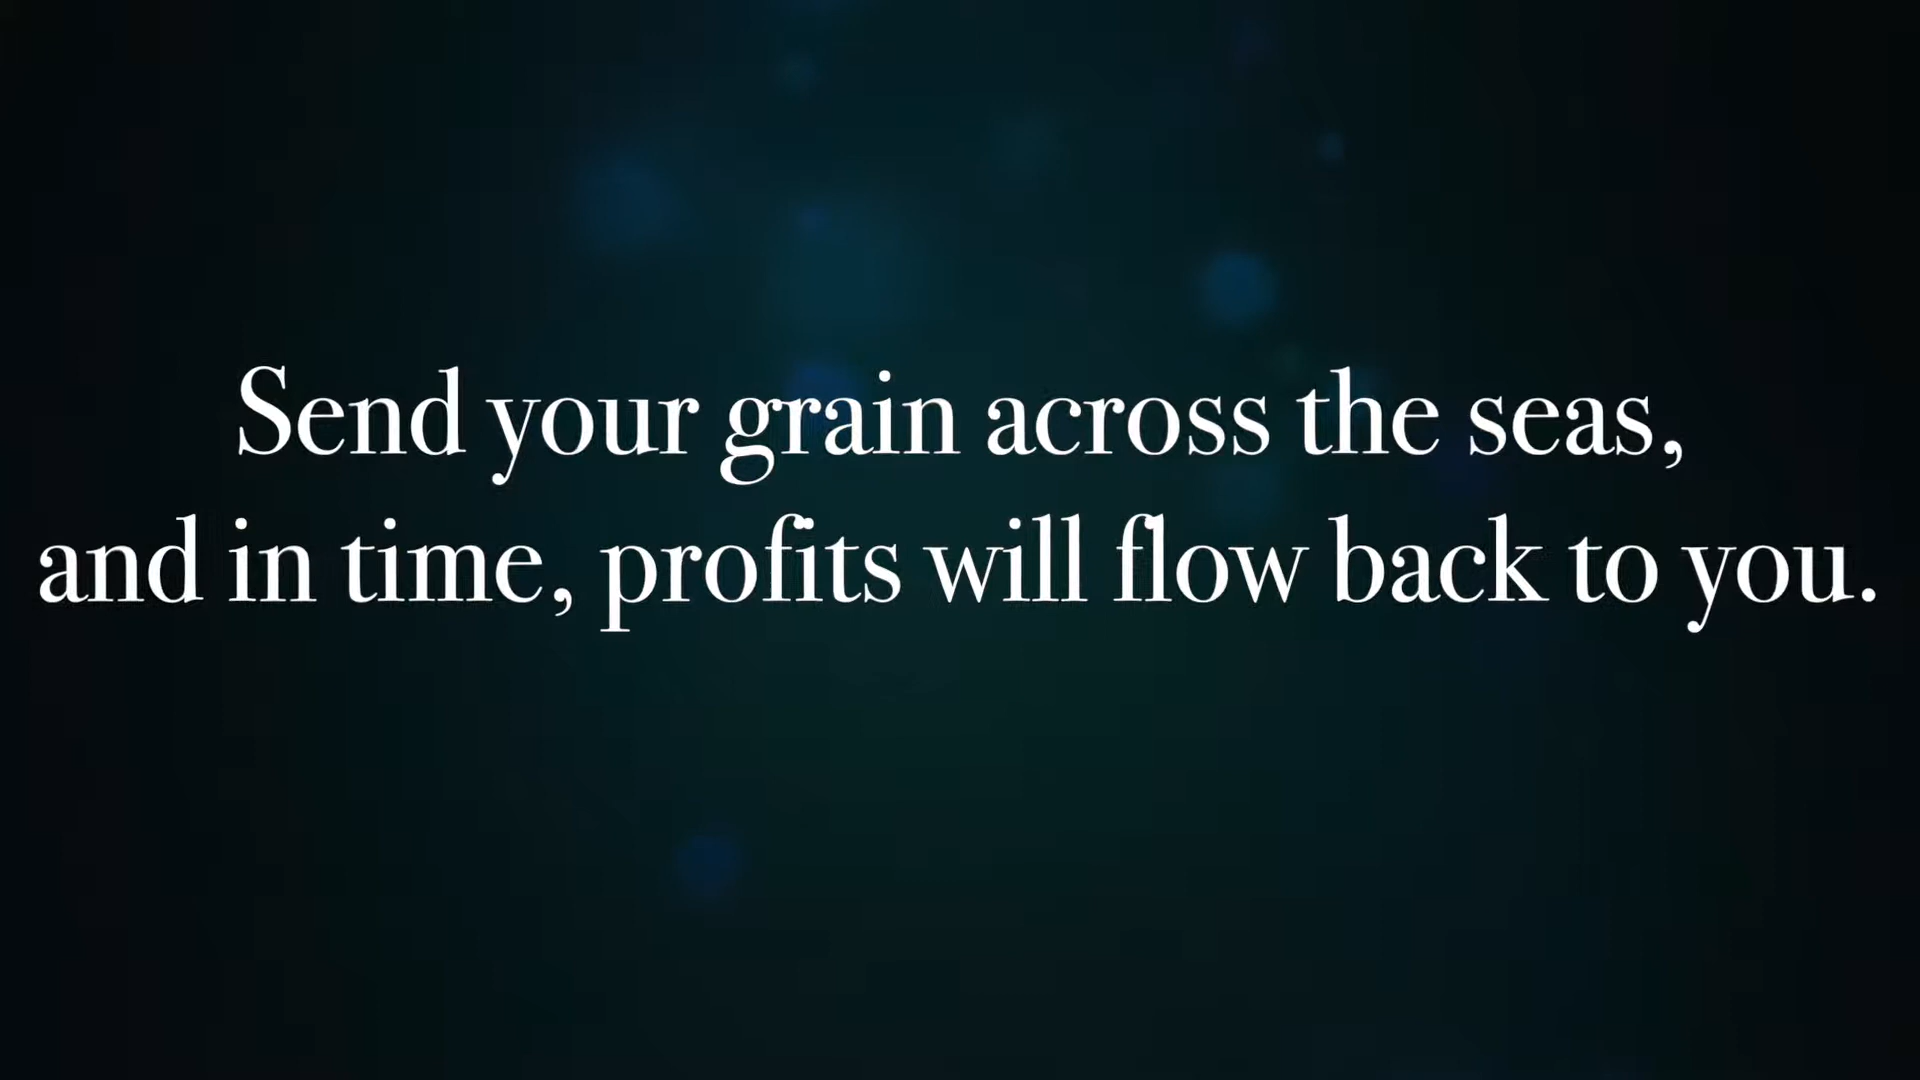 Send your grain across the seas,
and in time, profits will flow back to you.